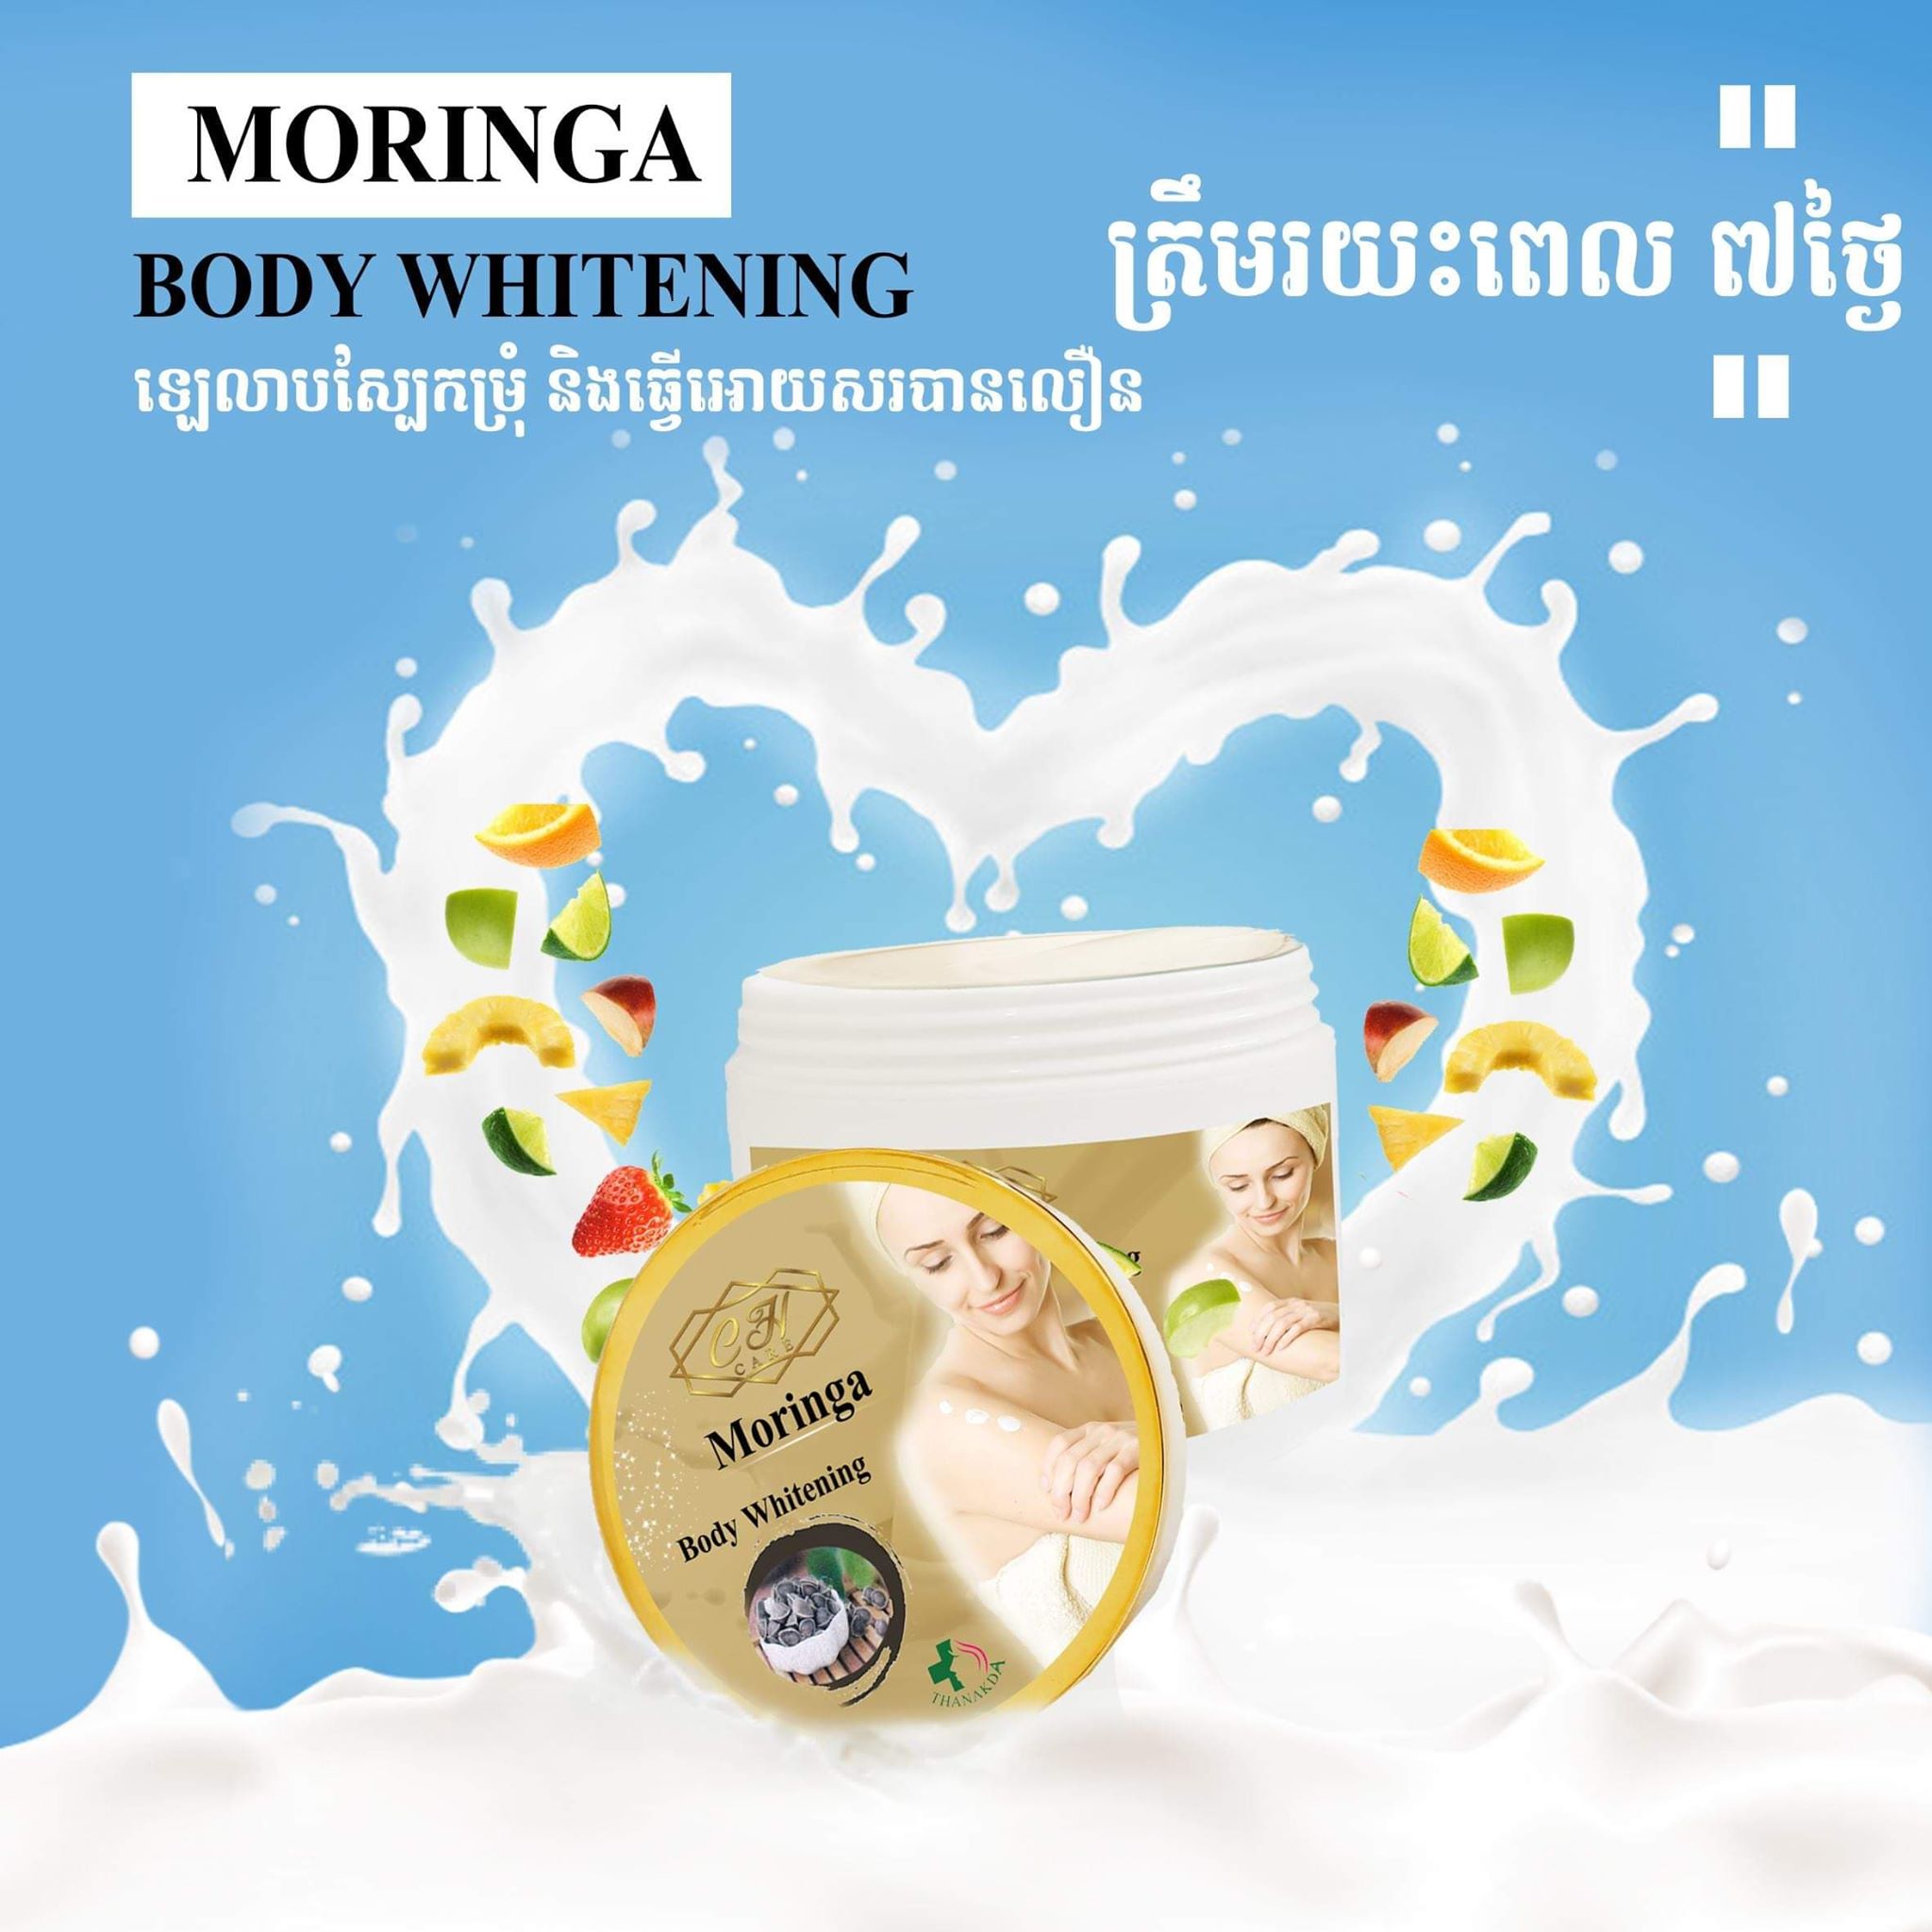 MORINGA
BODY WHITENING
ឡេលាបស្បែកម្រុំ និងធ្វើអោយសរបានលឿន
"
ត្រឹមរយះពេល ៧ថ្ងៃ
"
CH
CARE
Moringa
Body Whitening
THANAKDA